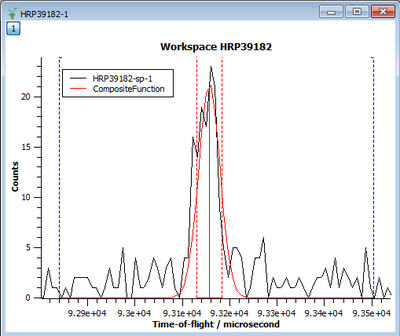 HRP39182-1
i
Workspace HRP39182
HRP39182-sp-1
CompositeFunction
Counts
20
15
10
5
0
9.29e+04 9.3e+04 9.31e+04 9.32e+04 9.33e+04 9.34e+04 9.35e+04
Time-of-flight / microsecond